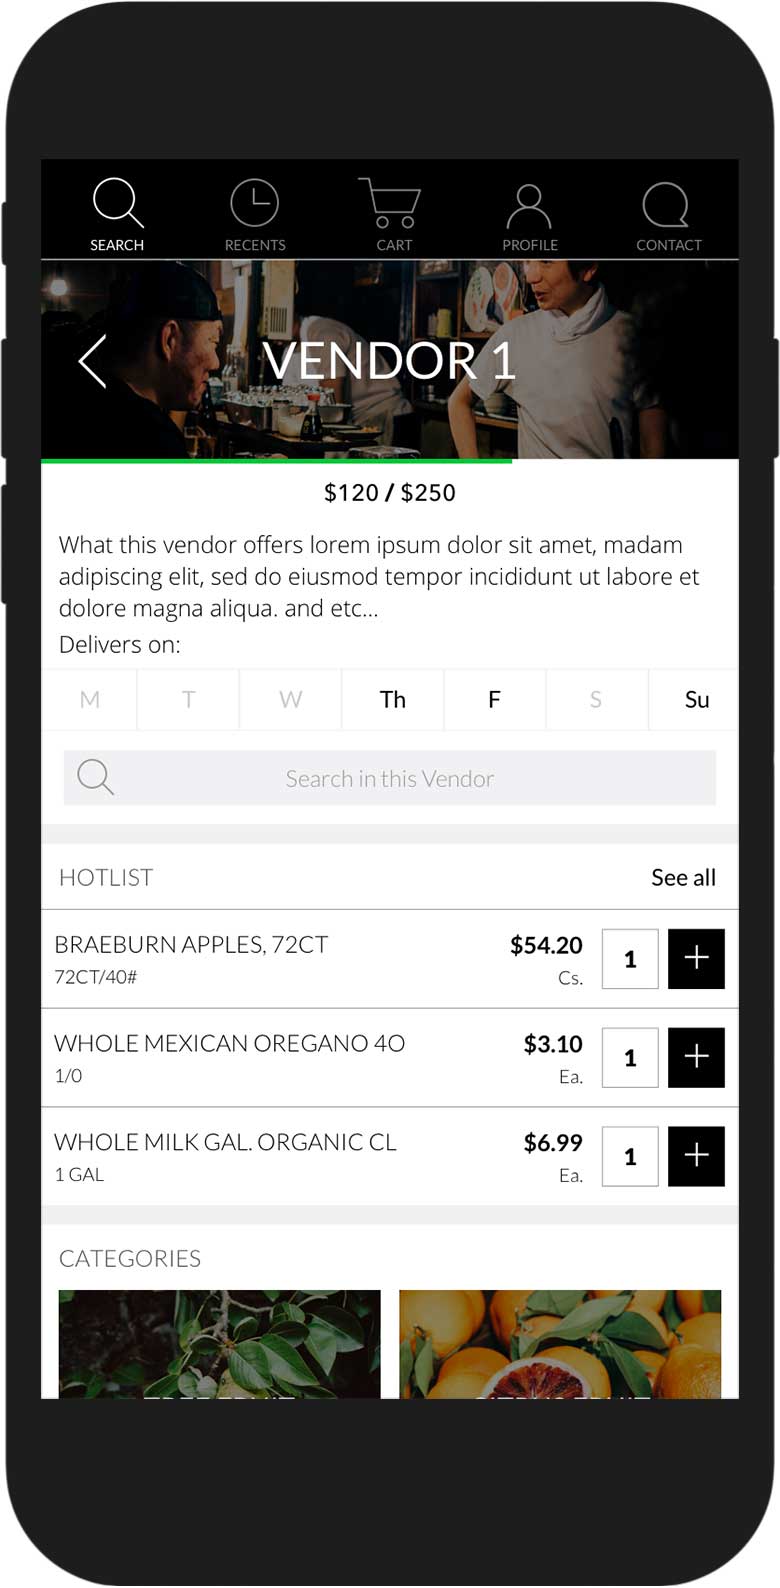 SEARCH RECENTS CART PROFILE CONTACT
VENDOR 1
$120 / $250
What this vendor offers lorem ipsum dolor sit amet, madam
adipiscing elit, sed do eiusmod tempor incididunt ut labore et
dolore magna aliqua. and etc...
Delivers on:
M T W Th F S Su
Search in this Vendor
HOTLIST See all
BRAEBURN APPLES, 72CT $54.20 1 +
72CT/40# Cs.
WHOLE MEXICAN OREGANO 4O $3.10 1 +
1/0 Ea.
WHOLE MILK GAL. ORGANIC CL $6.99 1 +
1 GAL Ea.
CATEGORIES
TREE FRUIT CITRUS FRUIT